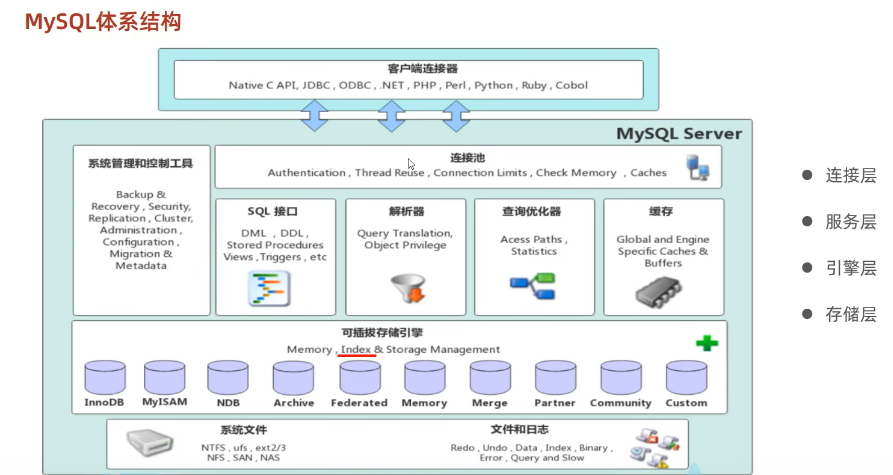 MySQL体系结构
客户端连接器
Native C API, JDBC , ODBC , .NET , PHP , Perl , Python , Ruby , Cobol
MySQL Server
系统管理和控制工具
Backup &
Recovery , Security,
Replication , Cluster,
Administration ,
Configuration ,
Migration &
Metadata
连接池
Authentication , Thread Reuse , Connection Limits , Check Memory , Caches
SQL 接口
DML , DDL ,
Stored Procedures
Views ,Triggers , etc
解析器
Query Translation,
Object Privilege
查询优化器
Acess Paths ,
Statistics
缓存
Global and Engine
Specific Caches &
Buffers
可插拔存储引擎
Memory , Index & Storage Management
InnoDB
MyISAM
NDB
Archive
Federated
Memory
Merge
Partner
Community
Custom
系统文件
NTFS , ufs , ext2/3
NFS , SAN , NAS
文件和日志
Redo , Undo , Data , Index , Binary ,
Error , Query and Slow
连接层
服务层
引擎层
存储层